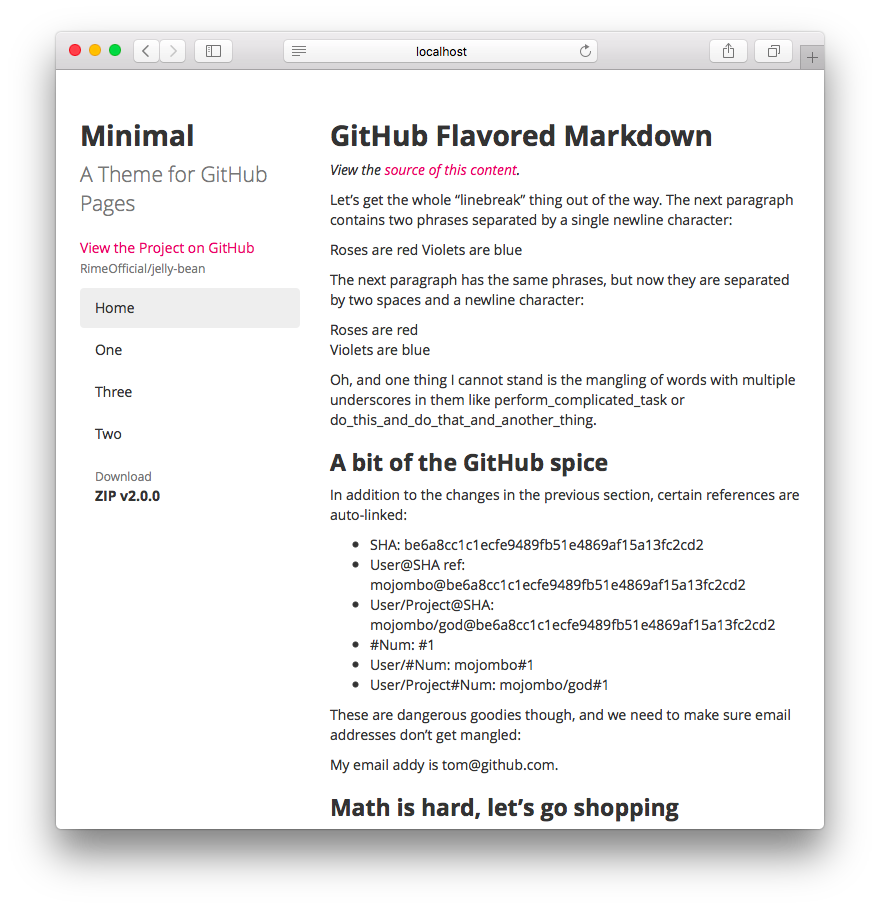 localhost
Minimal
A Theme for GitHub
Pages
View the Project on GitHub
RimeOfficial/jelly-bean
Home
One
Three
Two
Download
ZIP v2.0.0
GitHub Flavored Markdown
View the source of this content.
Let’s get the whole “linebreak” thing out of the way. The next paragraph
contains two phrases separated by a single newline character:
Roses are red Violets are blue
The next paragraph has the same phrases, but now they are separated
by two spaces and a newline character:
Roses are red
Violets are blue
Oh, and one thing I cannot stand is the mangling of words with multiple
underscores in them like perform_complicated_task or
do_this_and_do_that_and_another_thing.
A bit of the GitHub spice
In addition to the changes in the previous section, certain references are
auto-linked:
• SHA: be6a8cc1c1ecfe9489fb51e4869af15a13fc2cd2
• User@SHA ref:
mojombo@be6a8cc1c1ecfe9489fb51e4869af15a13fc2cd2
• User/Project@SHA:
mojombo/god@be6a8cc1c1ecfe9489fb51e4869af15a13fc2cd2
• #Num: #1
• User/#Num: mojombo#1
• User/Project#Num: mojombo/god#1
These are dangerous goodies though, and we need to make sure email
addresses don’t get mangled:
My email addy is tom@github.com.
Math is hard, let’s go shopping